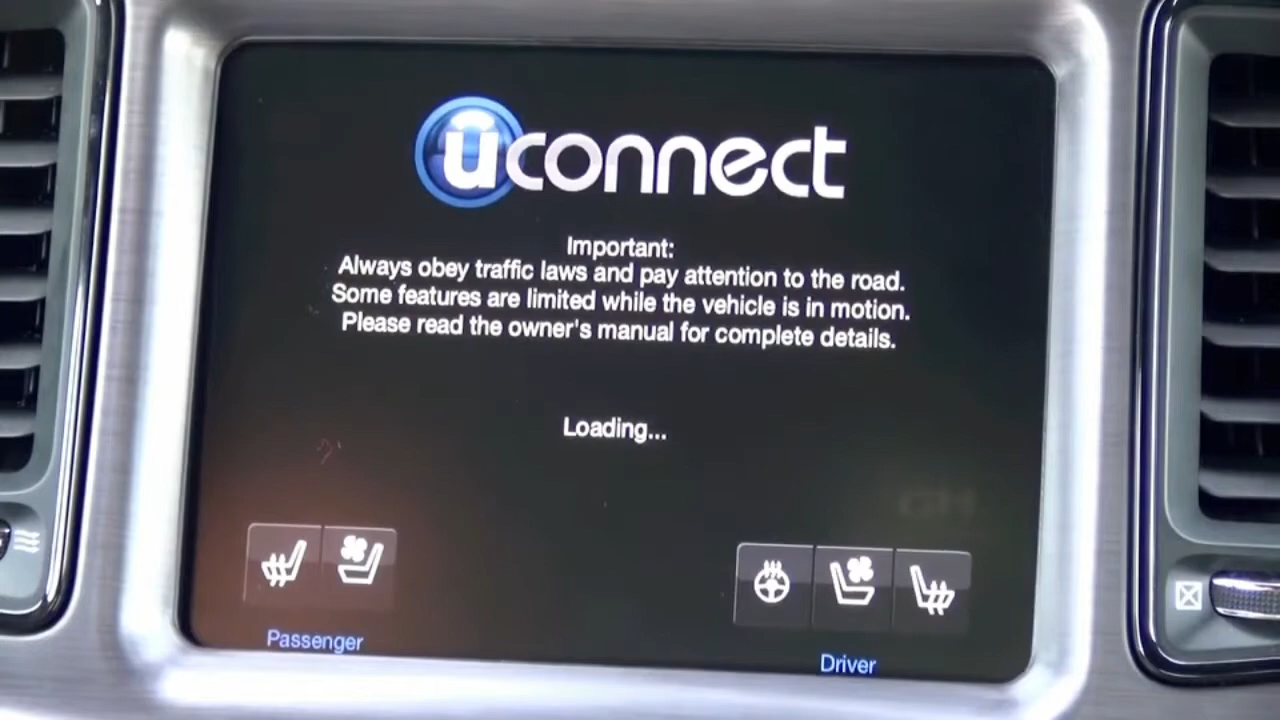 uconnect
Important:
Always obey traffic laws and pay attention to the road.
Some features are limited while the vehicle is in motion.
Please read the owner's manual for complete details.
Loading...
Passenger
Driver